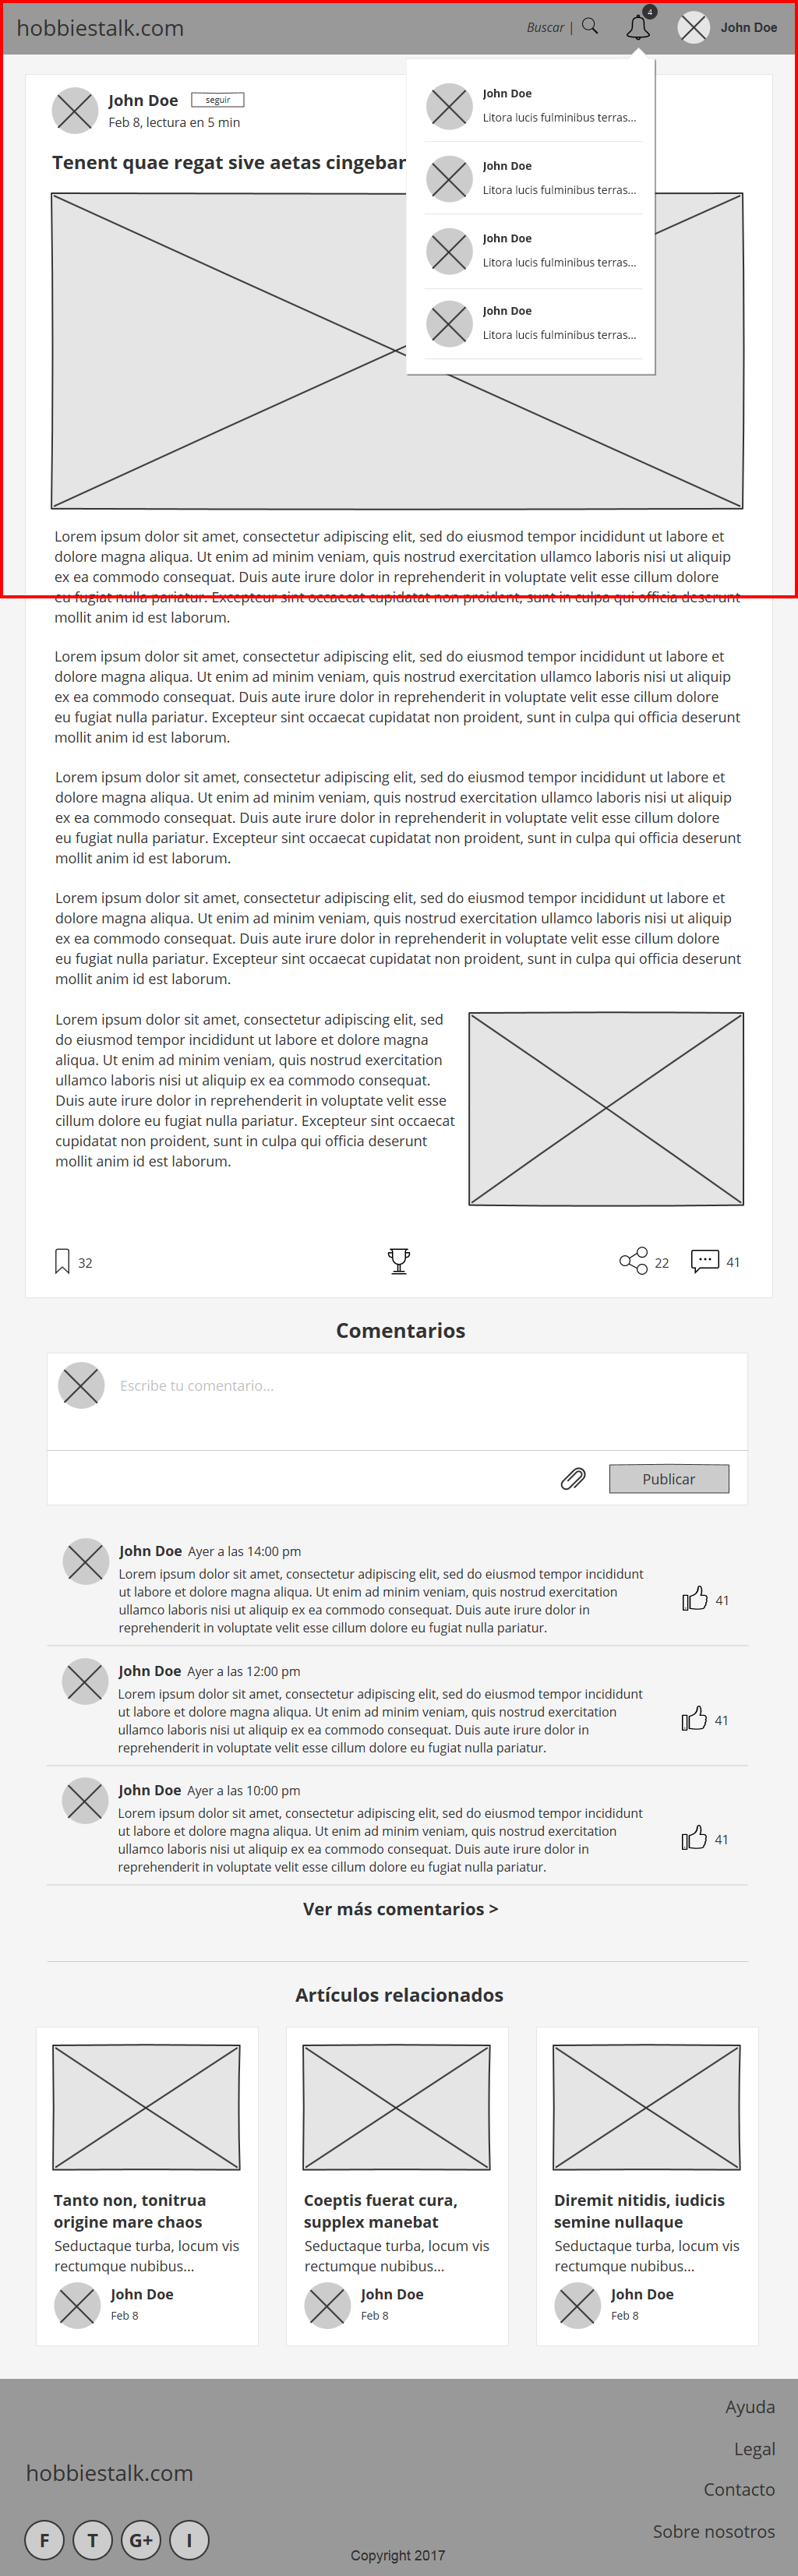 hobbiestalk.com
Buscar |
4
John Doe
John Doe
seguir
Feb 8, lectura en 5 min
Tenent quae regat sive aetas cingebar
John Doe
Litora lucis fulminibus terras...
John Doe
Litora lucis fulminibus terras...
John Doe
Litora lucis fulminibus terras...
John Doe
Litora lucis fulminibus terras...
Lorem ipsum dolor sit amet, consectetur adipiscing elit, sed do eiusmod tempor incididunt ut labore et
dolore magna aliqua. Ut enim ad minim veniam, quis nostrud exercitation ullamco laboris nisi ut aliquip
ex ea commodo consequat. Duis aute irure dolor in reprehenderit in voluptate velit esse cillum dolore
eu fugiat nulla pariatur. Excepteur sint occaecat cupidatat non proident, sunt in culpa qui officia deserunt
mollit anim id est laborum.
Lorem ipsum dolor sit amet, consectetur adipiscing elit, sed do eiusmod tempor incididunt ut labore et
dolore magna aliqua. Ut enim ad minim veniam, quis nostrud exercitation ullamco laboris nisi ut aliquip
ex ea commodo consequat. Duis aute irure dolor in reprehenderit in voluptate velit esse cillum dolore
eu fugiat nulla pariatur. Excepteur sint occaecat cupidatat non proident, sunt in culpa qui officia deserunt
mollit anim id est laborum.
Lorem ipsum dolor sit amet, consectetur adipiscing elit, sed do eiusmod tempor incididunt ut labore et
dolore magna aliqua. Ut enim ad minim veniam, quis nostrud exercitation ullamco laboris nisi ut aliquip
ex ea commodo consequat. Duis aute irure dolor in reprehenderit in voluptate velit esse cillum dolore
eu fugiat nulla pariatur. Excepteur sint occaecat cupidatat non proident, sunt in culpa qui officia deserunt
mollit anim id est laborum.
Lorem ipsum dolor sit amet, consectetur adipiscing elit, sed do eiusmod tempor incididunt ut labore et
dolore magna aliqua. Ut enim ad minim veniam, quis nostrud exercitation ullamco laboris nisi ut aliquip
ex ea commodo consequat. Duis aute irure dolor in reprehenderit in voluptate velit esse cillum dolore
eu fugiat nulla pariatur. Excepteur sint occaecat cupidatat non proident, sunt in culpa qui officia deserunt
mollit anim id est laborum.
Lorem ipsum dolor sit amet, consectetur adipiscing elit, sed
do eiusmod tempor incididunt ut labore et dolore magna
aliqua. Ut enim ad minim veniam, quis nostrud exercitation
ullamco laboris nisi ut aliquip ex ea commodo consequat.
Duis aute irure dolor in reprehenderit in voluptate velit esse
cillum dolore eu fugiat nulla pariatur. Excepteur sint occaecat
cupidatat non proident, sunt in culpa qui officia deserunt
mollit anim id est laborum.
32
22
41
Comentarios
Escribe tu comentario...
Publicar
John Doe Ayer a las 14:00 pm
Lorem ipsum dolor sit amet, consectetur adipiscing elit, sed do eiusmod tempor incididunt
ut labore et dolore magna aliqua. Ut enim ad minim veniam, quis nostrud exercitation
ullamco laboris nisi ut aliquip ex ea commodo consequat. Duis aute irure dolor in
reprehenderit in voluptate velit esse cillum dolore eu fugiat nulla pariatur.
41
John Doe Ayer a las 12:00 pm
Lorem ipsum dolor sit amet, consectetur adipiscing elit, sed do eiusmod tempor incididunt
ut labore et dolore magna aliqua. Ut enim ad minim veniam, quis nostrud exercitation
ullamco laboris nisi ut aliquip ex ea commodo consequat. Duis aute irure dolor in
reprehenderit in voluptate velit esse cillum dolore eu fugiat nulla pariatur.
41
John Doe Ayer a las 10:00 pm
Lorem ipsum dolor sit amet, consectetur adipiscing elit, sed do eiusmod tempor incididunt
ut labore et dolore magna aliqua. Ut enim ad minim veniam, quis nostrud exercitation
ullamco laboris nisi ut aliquip ex ea commodo consequat. Duis aute irure dolor in
reprehenderit in voluptate velit esse cillum dolore eu fugiat nulla pariatur.
41
Ver más comentarios >
Artículos relacionados
Tanto non, tonitrua
origine mare chaos
Seductaque turba, locum vis
rectumque nubibus...
John Doe
Feb 8
Coeptis fuerat cura,
supplex manebat
Seductaque turba, locum vis
rectumque nubibus...
John Doe
Feb 8
Diremit nitidis, iudicis
semine nullaque
Seductaque turba, locum vis
rectumque nubibus...
John Doe
Feb 8
Ayuda
Legal
hobbiestalk.com
Contacto
Sobre nosotros
F T G+ I
Copyright 2017